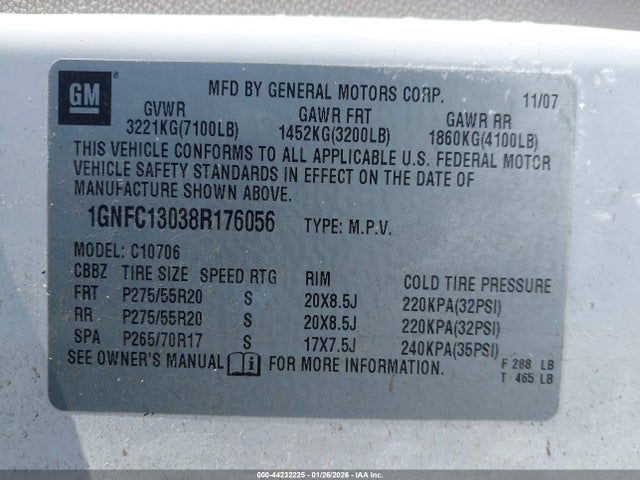 GM
MFD BY GENERAL MOTORS CORP. 11/07
GVWR GAWR FRT GAWR RR
3221KG(7100LB) 1452KG(3200LB) 1860KG(4100LB)
THIS VEHICLE CONFORMS TO ALL APPLICABLE U.S. FEDERAL MOTOR
VEHICLE SAFETY STANDARDS IN EFFECT ON THE DATE OF
MANUFACTURE SHOWN ABOVE.
1GNFC13038R176056 TYPE: M.P.V.
MODEL: C10706
CBBZ TIRE SIZE SPEED RTG RIM COLD TIRE PRESSURE
FRT P275/55R20 S 20X8.5J 220KPA(32PSI)
RR P275/55R20 S 20X8.5J 220KPA(32PSI)
SPA P265/70R17 S 17X7.5J 240KPA(35PSI)
SEE OWNER'S MANUAL FOR MORE INFORMATION. F 288 LB
T 465 LB
000-44232225 - 01/26/2026 - IAA, Inc.